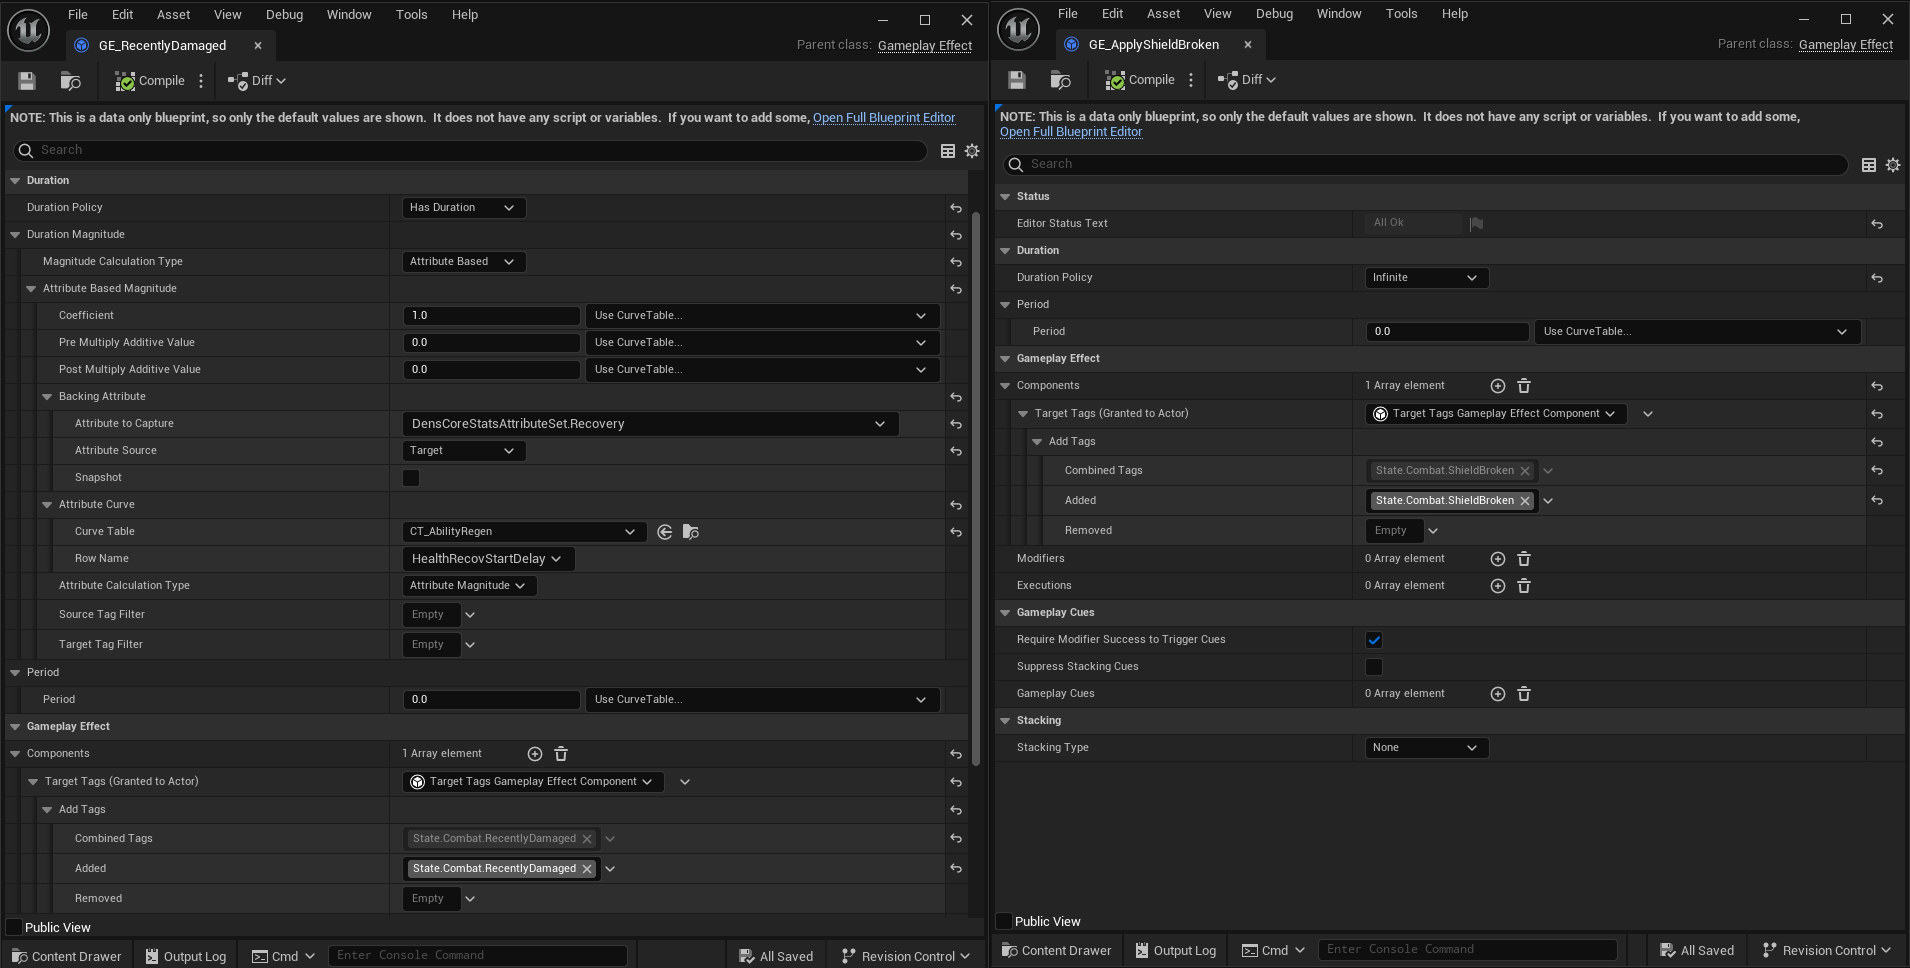 File Edit Asset View Debug Window Tools Help
GE_RecentlyDamaged
Parent class: Gameplay Effect
Compile Diff
NOTE: This is a data only blueprint, so only the default values are shown.  It does not have any script or variables.  If you want to add some, Open Full Blueprint Editor
Search
Duration
Duration Policy Has Duration
Duration Magnitude
Magnitude Calculation Type Attribute Based
Attribute Based Magnitude
Coefficient 1.0 Use CurveTable...
Pre Multiply Additive Value 0.0 Use CurveTable...
Post Multiply Additive Value 0.0 Use CurveTable...
Backing Attribute
Attribute to Capture DensCoreStatsAttributeSet.Recovery
Attribute Source Target
Snapshot
Attribute Curve
Curve Table CT_AbilityRegen
Row Name HealthRecovStartDelay
Attribute Calculation Type Attribute Magnitude
Source Tag Filter Empty
Target Tag Filter Empty
Period
Period 0.0 Use CurveTable...
Gameplay Effect
Components 1 Array element
Target Tags (Granted to Actor) Target Tags Gameplay Effect Component
Add Tags
Combined Tags State.Combat.RecentlyDamaged
Added State.Combat.RecentlyDamaged
Removed Empty
Public View
Content Drawer Output Log Cmd Enter Console Command All Saved Revision Control
File Edit Asset View Debug Window Tools Help
GE_ApplyShieldBroken
Parent class: Gameplay Effect
Compile Diff
NOTE: This is a data only blueprint, so only the default values are shown.  It does not have any script or variables.  If you want to add some,
Open Full Blueprint Editor
Search
Status
Editor Status Text All Ok
Duration
Duration Policy Infinite
Period
Period 0.0 Use CurveTable...
Gameplay Effect
Components 1 Array element
Target Tags (Granted to Actor) Target Tags Gameplay Effect Component
Add Tags
Combined Tags State.Combat.ShieldBroken
Added State.Combat.ShieldBroken
Removed Empty
Modifiers 0 Array element
Executions 0 Array element
Gameplay Cues
Require Modifier Success to Trigger Cues
Suppress Stacking Cues
Gameplay Cues 0 Array element
Stacking
Stacking Type None
Public View
Content Drawer Output Log Cmd Enter Console Command All Saved Revision Control